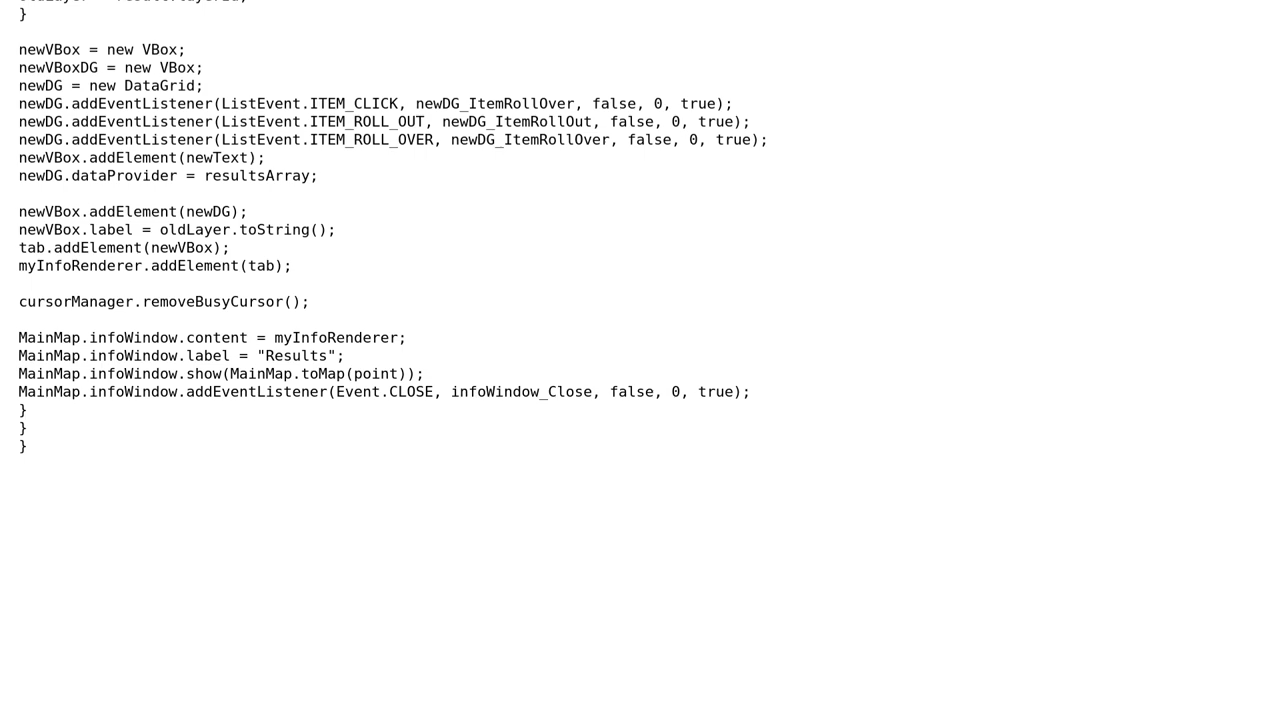 }

newVBox = new VBox;
newVBoxDG = new VBox;
newDG = new DataGrid;
newDG.addEventListener(ListEvent.ITEM_CLICK, newDG_ItemRollOver, false, 0, true);
newDG.addEventListener(ListEvent.ITEM_ROLL_OUT, newDG_ItemRollOut, false, 0, true);
newDG.addEventListener(ListEvent.ITEM_ROLL_OVER, newDG_ItemRollOver, false, 0, true);
newVBox.addElement(newText);
newDG.dataProvider = resultsArray;

newVBox.addElement(newDG);
newVBox.label = oldLayer.toString();
tab.addElement(newVBox);
myInfoRenderer.addElement(tab);

cursorManager.removeBusyCursor();

MainMap.infoWindow.content = myInfoRenderer;
MainMap.infoWindow.label = "Results";
MainMap.infoWindow.show(MainMap.toMap(point));
MainMap.infoWindow.addEventListener(Event.CLOSE, infoWindow_Close, false, 0, true);
}
}
}